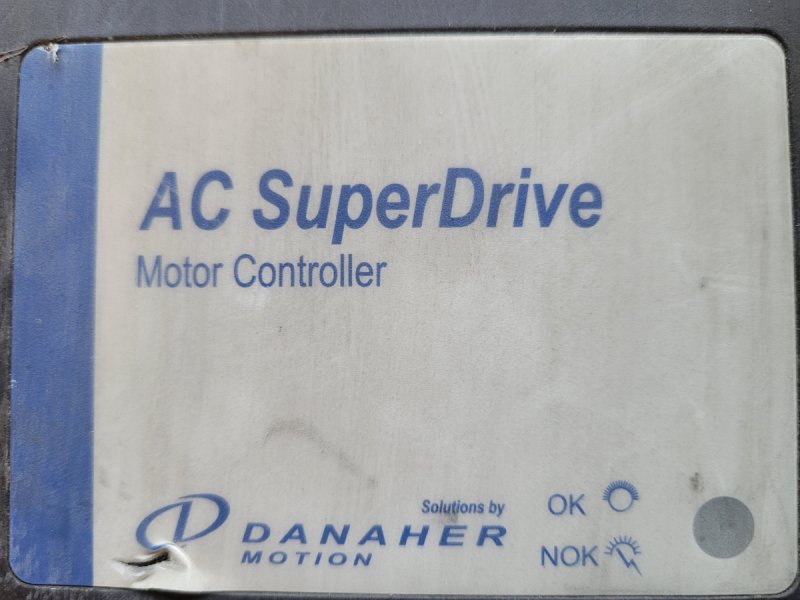 AC SuperDrive
Motor Controller
Solutions by
DANAHER
MOTION
OK
NOK